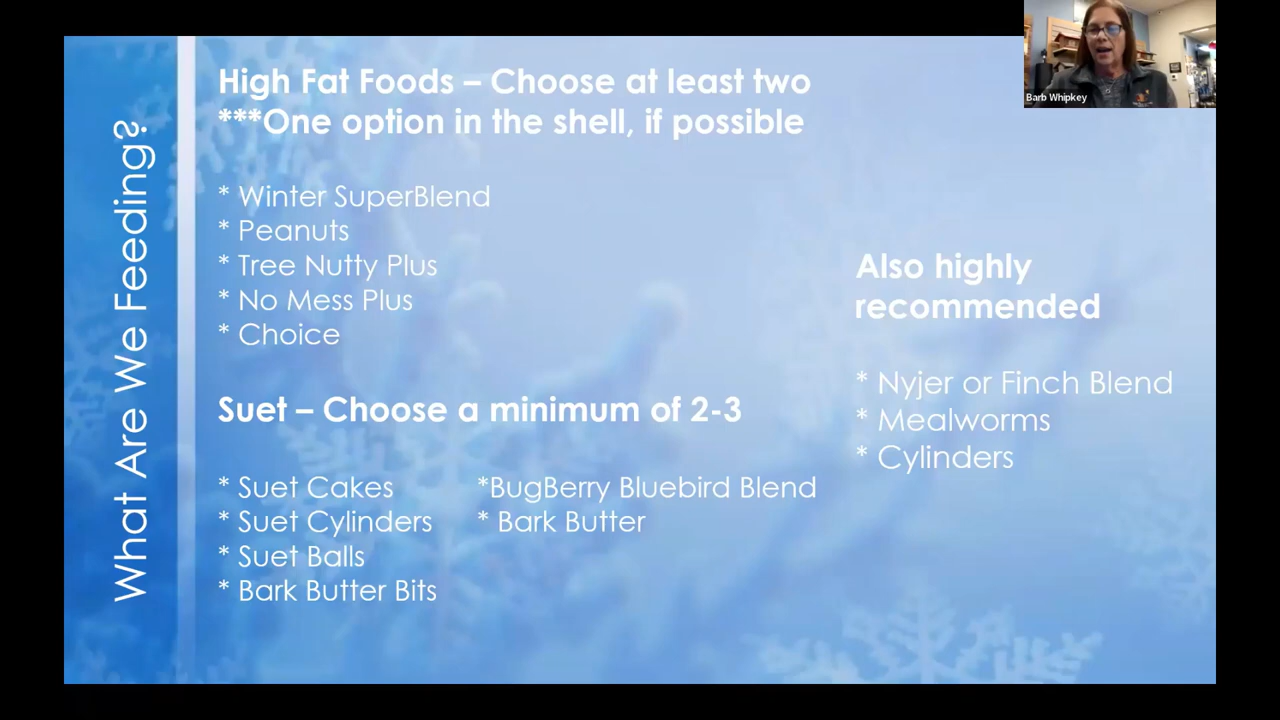 What Are We Feeding?
High Fat Foods – Choose at least two
***One option in the shell, if possible
* Winter SuperBlend
* Peanuts
* Tree Nutty Plus
* No Mess Plus
* Choice
Suet – Choose a minimum of 2-3
* Suet Cakes
* Suet Cylinders
* Suet Balls
* Bark Butter Bits
*BugBerry Bluebird Blend
* Bark Butter
Also highly
recommended
* Nyjer or Finch Blend
* Mealworms
* Cylinders
Barb Whipkey